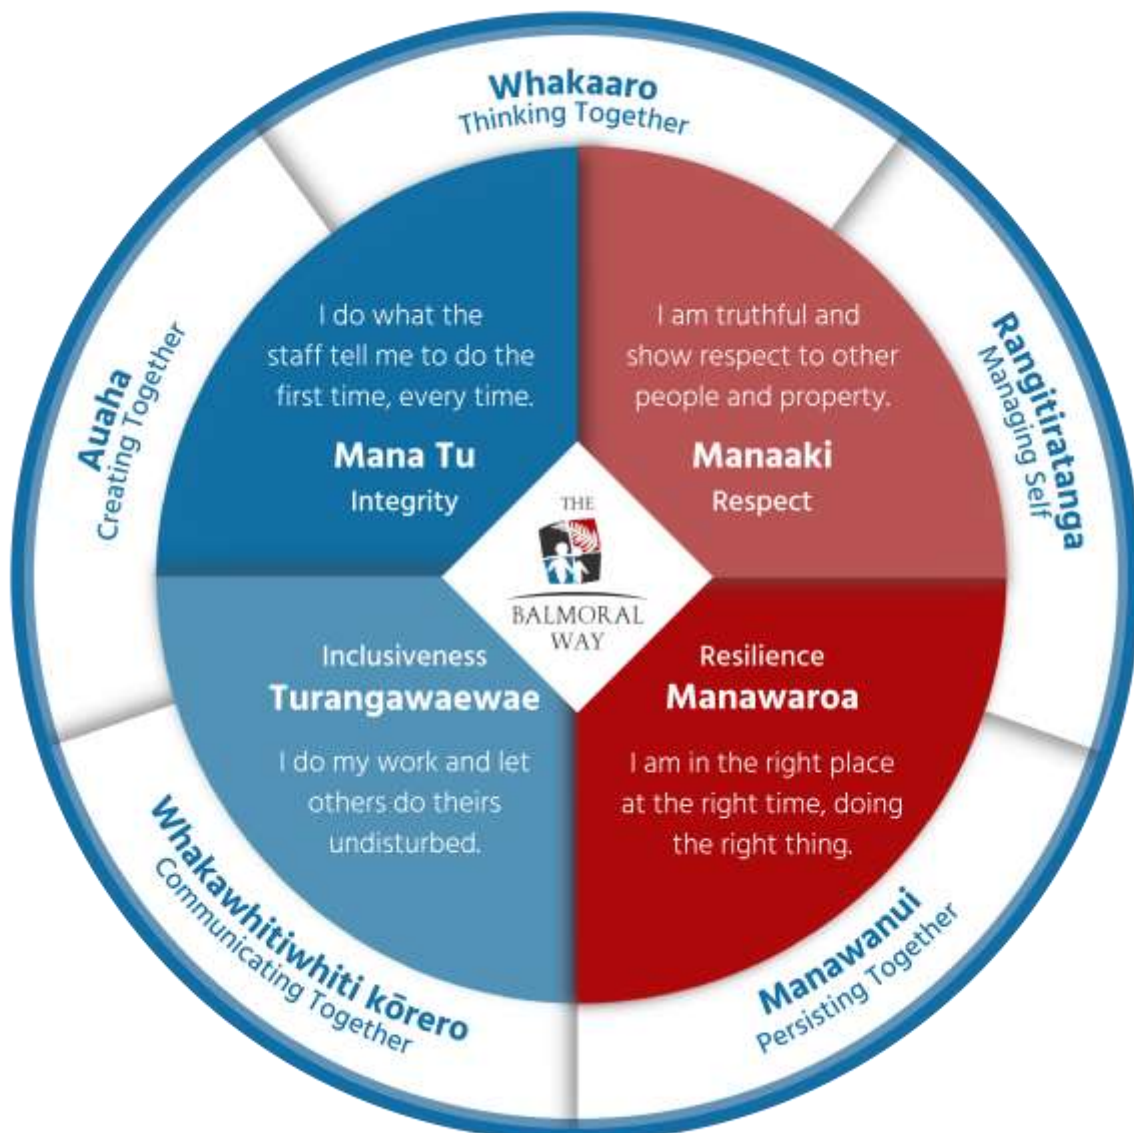 Whakaaro
Thinking Together
Rangitiratanga
Managing Self
Manawanui
Persisting Together
Whakawhitiwhiti kōrero
Communicating Together
Auaha
Creating Together
I do what the
staff tell me to do the
first time, every time.
Mana Tu
Integrity
I am truthful and
show respect to other
people and property.
Manaaki
Respect
THE
BALMORAL
WAY
Inclusiveness
Turangawaewae
I do my work and let
others do theirs
undisturbed.
Resilience
Manawaroa
I am in the right place
at the right time, doing
the right thing.